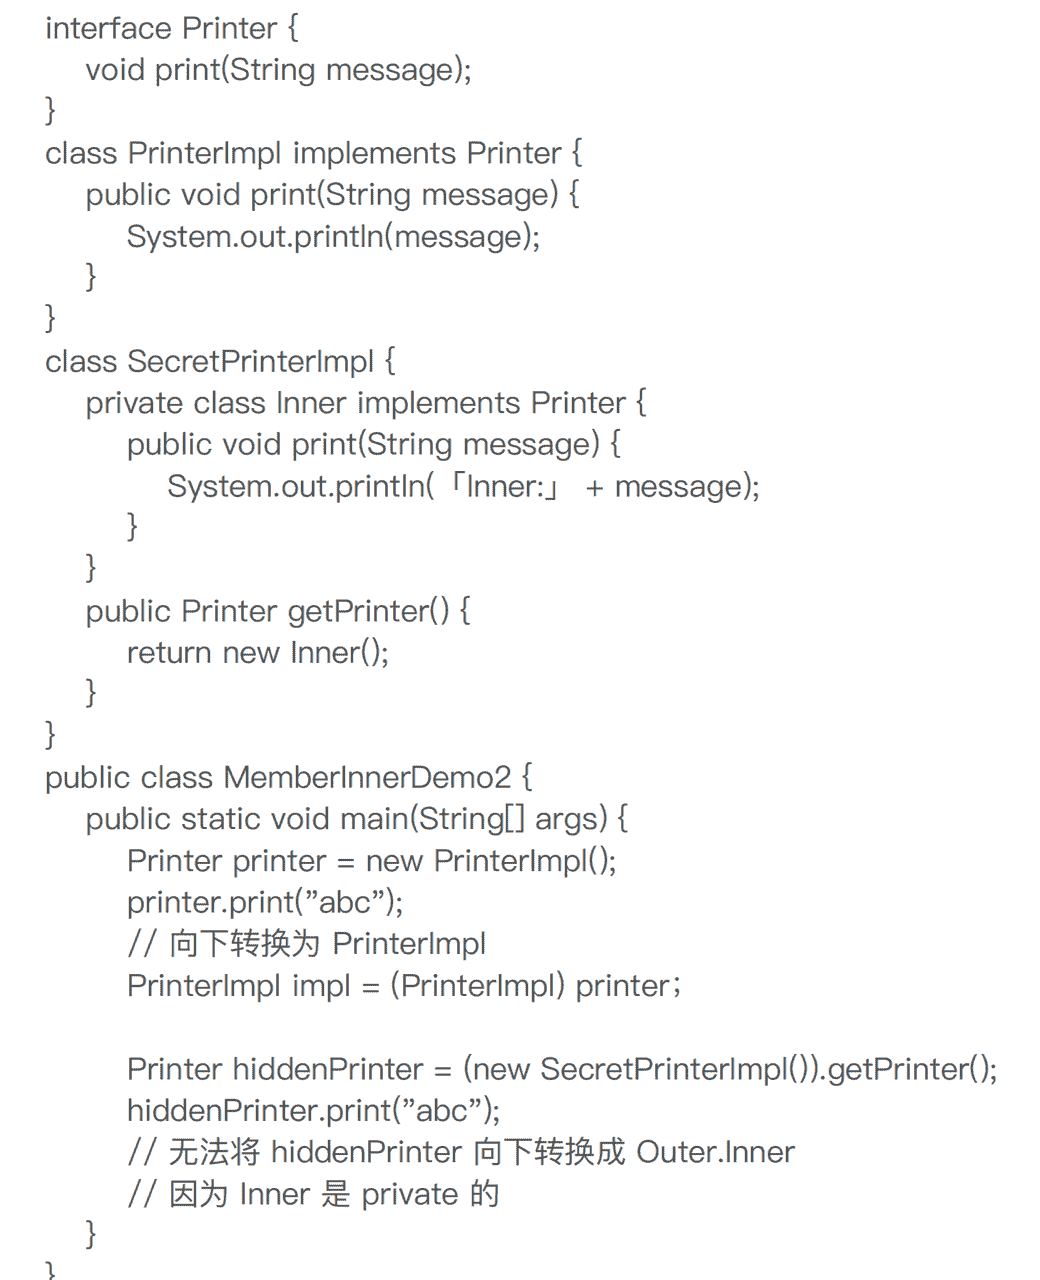 interface Printer {
void print(String message);
}
class PrinterImpl implements Printer {
public void print(String message) {
System.out.println(message);
}
}
class SecretPrinterImpl {
private class Inner implements Printer {
public void print(String message) {
System.out.println(「Inner:」 + message);
}
}
public Printer getPrinter() {
return new Inner();
}
}
public class MemberInnerDemo2 {
public static void main(String[] args) {
Printer printer = new PrinterImpl();
printer.print(”abc”);
// 向下转换为 PrinterImpl
PrinterImpl impl = (PrinterImpl) printer;
Printer hiddenPrinter = (new SecretPrinterImpl()).getPrinter();
hiddenPrinter.print(”abc”);
// 无法将 hiddenPrinter 向下转换成 Outer.Inner
// 因为 Inner 是 private 的
}
}